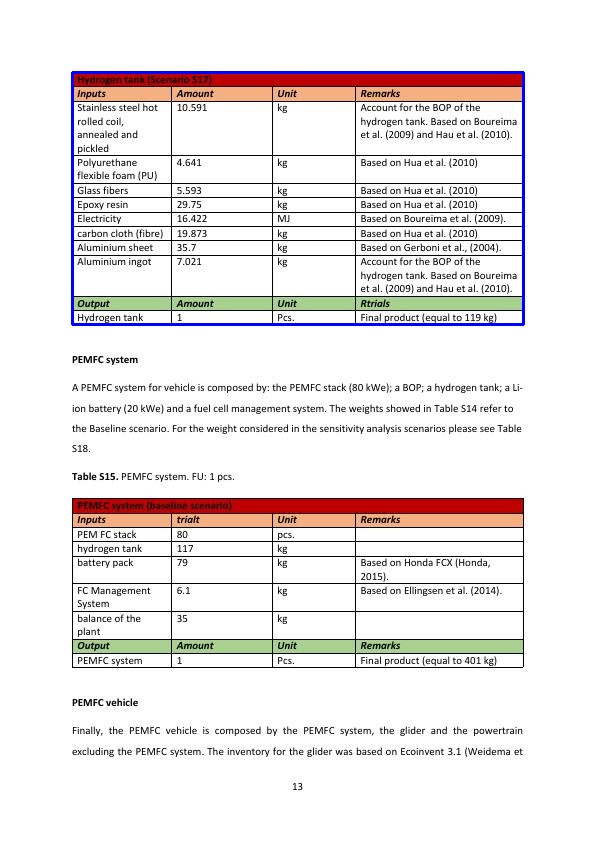 Hydrogen tank (Scenario S17)
Inputs Amount Unit Remarks
Stainless steel hot 10.591 kg Account for the BOP of the
rolled coil, hydrogen tank. Based on Boureima
annealed and et al. (2009) and Hau et al. (2010).
pickled
Polyurethane 4.641 kg Based on Hua et al. (2010)
flexible foam (PU)
Glass fibers 5.593 kg Based on Hua et al. (2010)
Epoxy resin 29.75 kg Based on Hua et al. (2010)
Electricity 16.422 MJ Based on Boureima et al. (2009).
carbon cloth (fibre) 19.873 kg Based on Hua et al. (2010)
Aluminium sheet 35.7 kg Based on Gerboni et al., (2004).
Aluminium ingot 7.021 kg Account for the BOP of the
hydrogen tank. Based on Boureima
et al. (2009) and Hau et al. (2010).
Output Amount Unit Rtrials
Hydrogen tank 1 Pcs. Final product (equal to 119 kg)
PEMFC system
A PEMFC system for vehicle is composed by: the PEMFC stack (80 kWe); a BOP; a hydrogen tank; a Li-
ion battery (20 kWe) and a fuel cell management system. The weights showed in Table S14 refer to
the Baseline scenario. For the weight considered in the sensitivity analysis scenarios please see Table
S18.
Table S15. PEMFC system. FU: 1 pcs.
PEMFC system (baseline scenario)
Inputs trialt Unit Remarks
PEM FC stack 80 pcs.
hydrogen tank 117 kg
battery pack 79 kg Based on Honda FCX (Honda,
2015).
FC Management 6.1 kg Based on Ellingsen et al. (2014).
System
balance of the 35 kg
plant
Output Amount Unit Remarks
PEMFC system 1 Pcs. Final product (equal to 401 kg)
PEMFC vehicle
Finally, the PEMFC vehicle is composed by the PEMFC system, the glider and the powertrain
excluding the PEMFC system. The inventory for the glider was based on Ecoinvent 3.1 (Weidema et
13